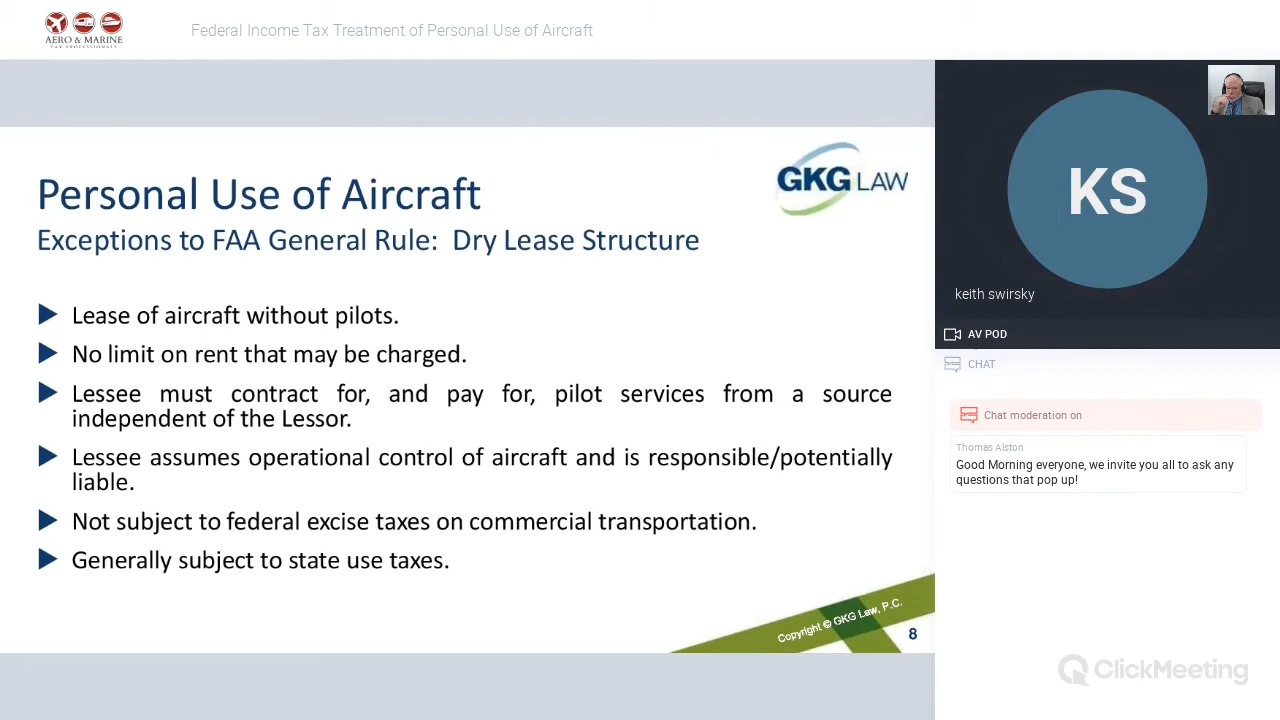 AERO & MARINE
TAX PROFESSIONALS
Federal Income Tax Treatment of Personal Use of Aircraft
GKG LAW
Personal Use of Aircraft
Exceptions to FAA General Rule: Dry Lease Structure
Lease of aircraft without pilots.
No limit on rent that may be charged.
Lessee must contract for, and pay for, pilot services from a source
independent of the Lessor.
Lessee assumes operational control of aircraft and is responsible/potentially
liable.
Not subject to federal excise taxes on commercial transportation.
Generally subject to state use taxes.
Copyright © GKG Law, P.C.
8
KS
keith swirsky
AV POD
CHAT
Chat moderation on
Thomas Alston
Good Morning everyone, we invite you all to ask any
questions that pop up!
ClickMeeting